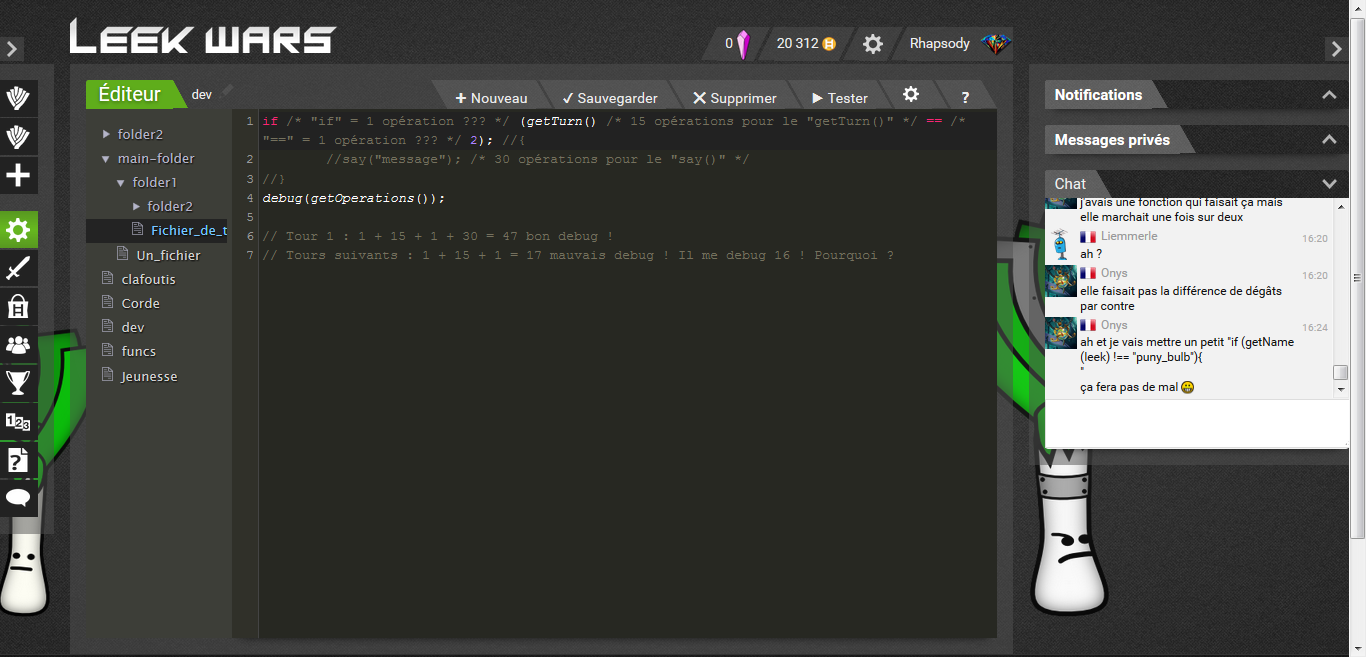 LEEK WARS
0
20 312
Rhapsody
Éditeur
dev
Nouveau
Sauvegarder
Supprimer
Tester
?
folder2
main-folder
folder1
folder2
Fichier_de_t
Un_fichier
clafoutis
Corde
dev
funcs
Jeunesse
1 if /* "if" = 1 opération ??? */ (getTurn() /* 15 opérations pour le "getTurn()" */ == /*
"==" = 1 opération ??? */ 2); //{
2 //say("message"); /* 30 opérations pour le "say()" */
3 //}
4 debug(getOperations());
5
6 // Tour 1 : 1 + 15 + 1 + 30 = 47 bon debug !
7 // Tours suivants : 1 + 15 + 1 = 17 mauvais debug ! Il me debug 16 ! Pourquoi ?
Notifications
Messages privés
Chat
j'avais une fonction qui faisait ça mais
elle marchait une fois sur deux
Liemmerle
16:20
ah ?
Onys
16:20
elle faisait pas la différence de dégâts
par contre
Onys
16:24
ah et je vais mettre un petit "if (getName
(leek) !== "puny_bulb"){
"
ça fera pas de mal
123
?